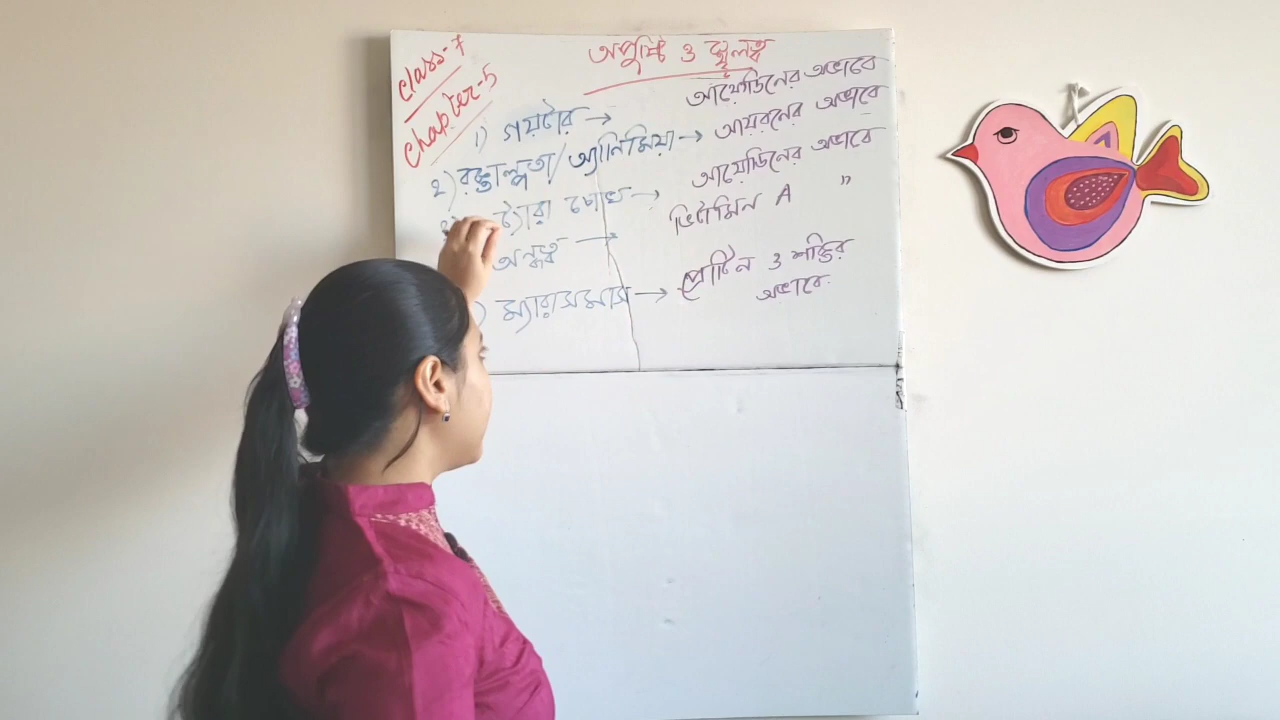 Class-7
Chapter-5
অপুষ্টি ও স্থূলত্ব
১) গয়টার → আয়োডিনের অভাবে
২) রক্তাল্পতা/অ্যানিমিয়া → আয়রনের অভাবে
ট্যারা চোখ → আয়োডিনের অভাবে
অন্ধত্ব → ভিটামিন A "
) ম্যারাসমাস → প্রোটিন ও শক্তির
অভাবে.